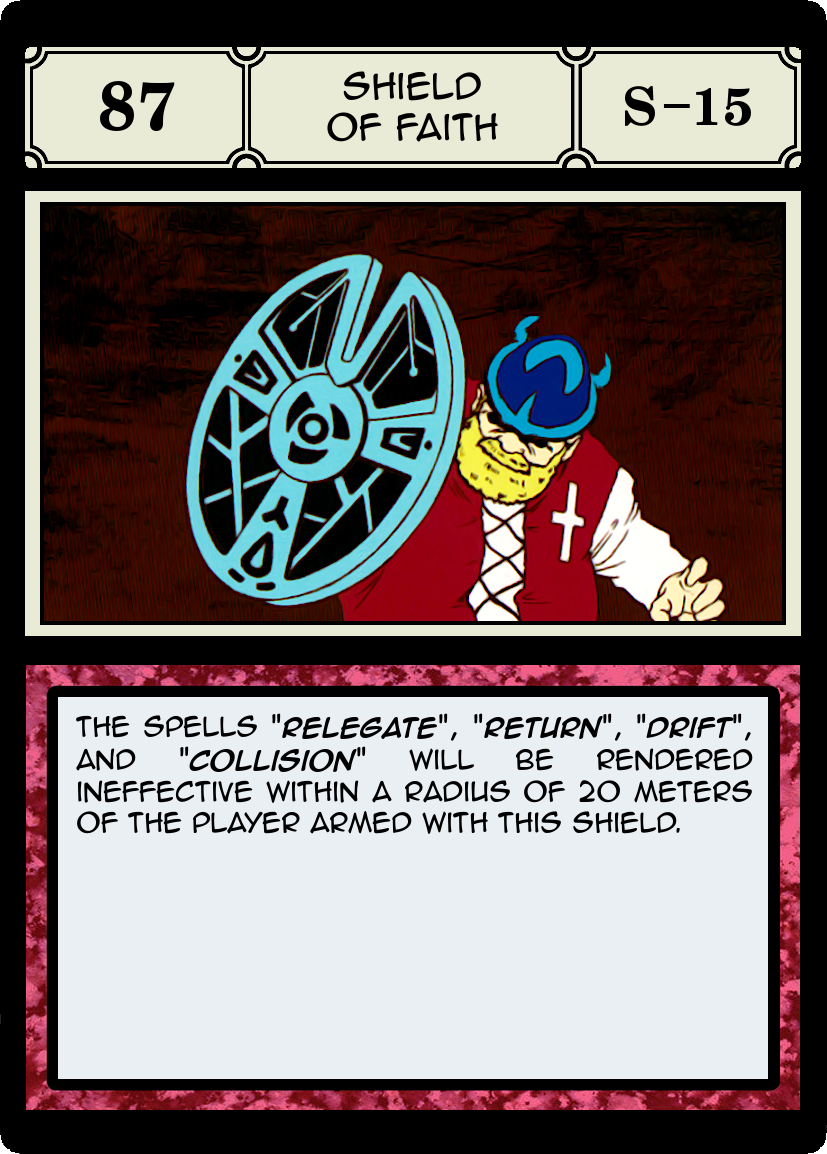 87
SHIELD
OF FAITH
S-15
THE SPELLS "RELEGATE", "RETURN", "DRIFT",
AND "COLLISION" WILL BE RENDERED
INEFFECTIVE WITHIN A RADIUS OF 20 METERS
OF THE PLAYER ARMED WITH THIS SHIELD.